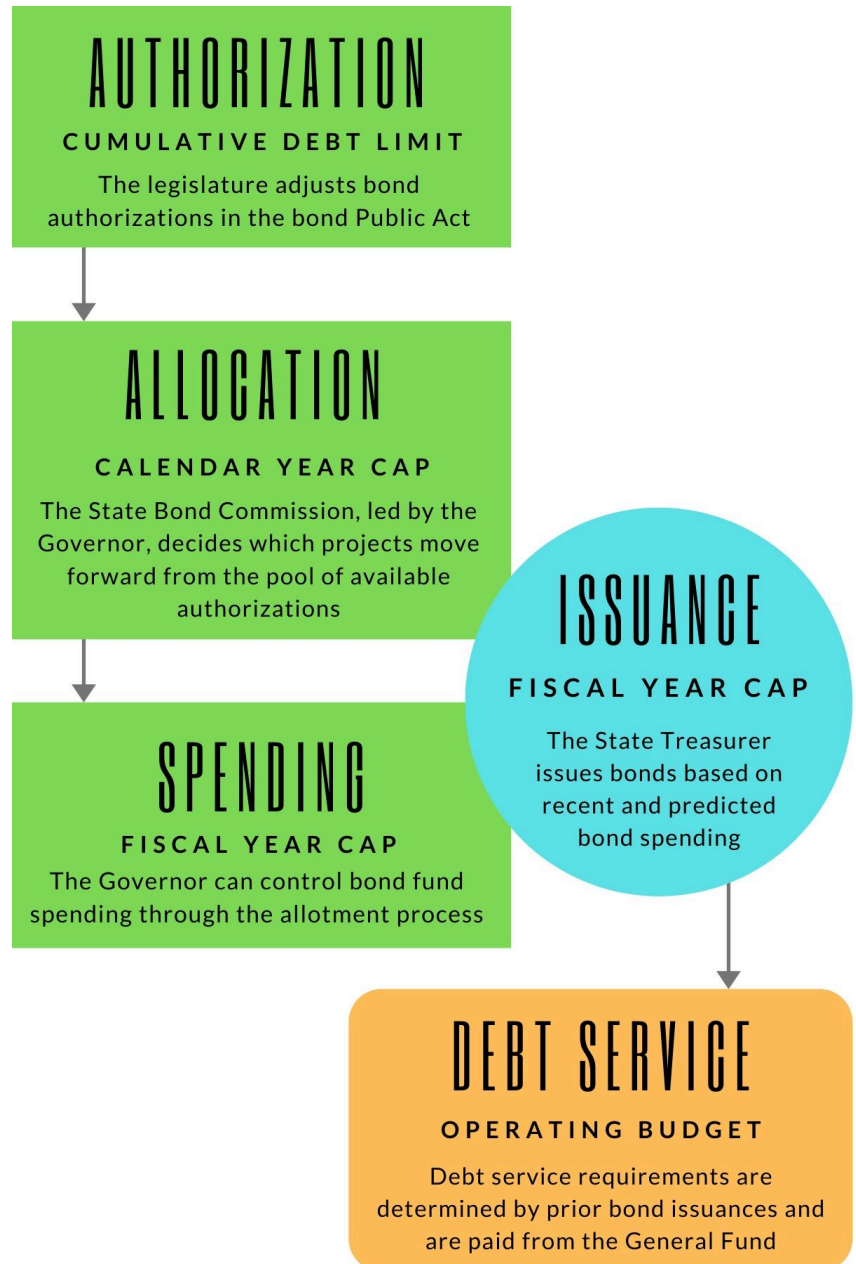 AUTHORIZATION
CUMULATIVE DEBT LIMIT
The legislature adjusts bond
authorizations in the bond Public Act
ALLOCATION
CALENDAR YEAR CAP
The State Bond Commission, led by the
Governor, decides which projects move
forward from the pool of available
authorizations
SPENDING
FISCAL YEAR CAP
The Governor can control bond fund
spending through the allotment process
ISSUANCE
FISCAL YEAR CAP
The State Treasurer
issues bonds based on
recent and predicted
bond spending
DEBT SERVICE
OPERATING BUDGET
Debt service requirements are
determined by prior bond issuances and
are paid from the General Fund